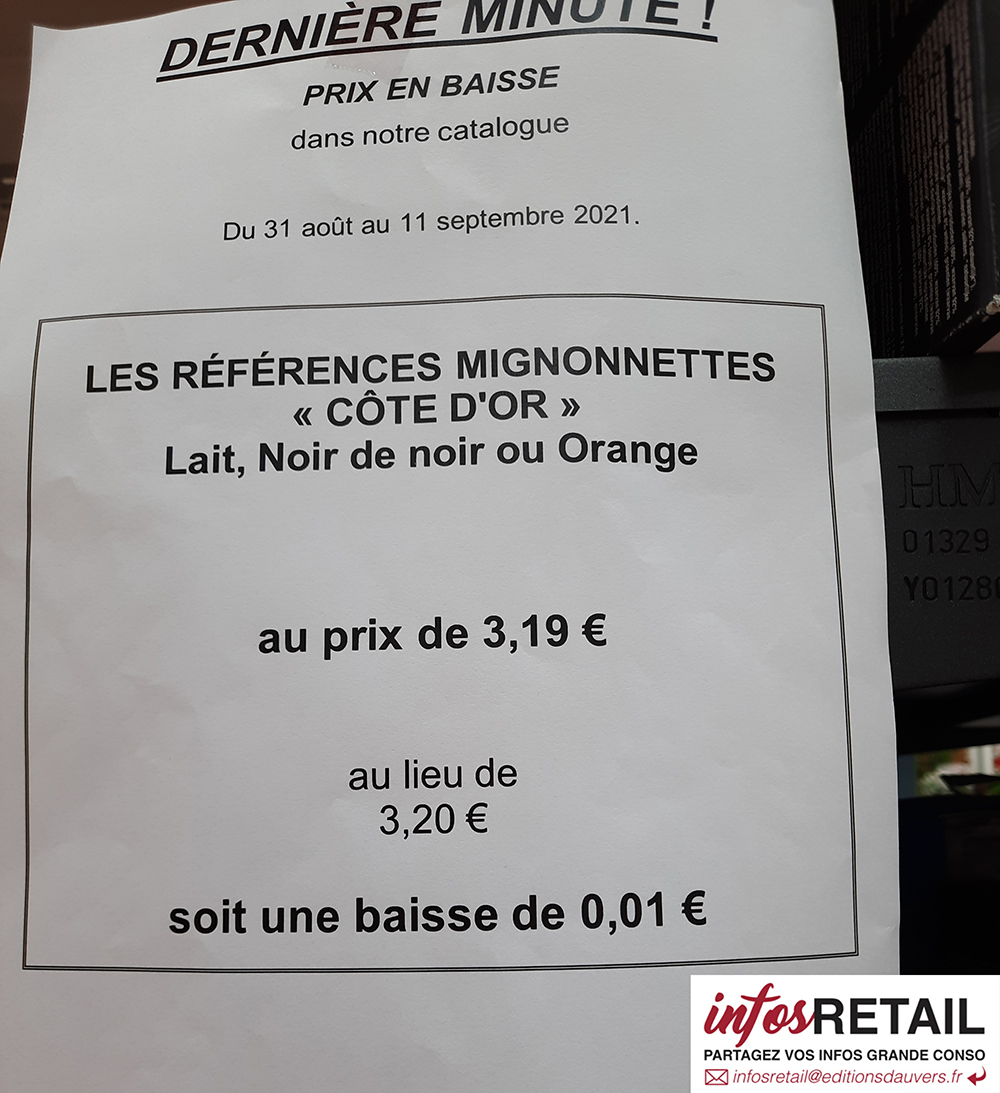 DERNIÈRE MINUTE !
PRIX EN BAISSE
dans notre catalogue
Du 31 août au 11 septembre 2021.
LES RÉFÉRENCES MIGNONNETTES
« CÔTE D'OR »
Lait, Noir de noir ou Orange
au prix de 3,19 €
au lieu de
3,20 €
soit une baisse de 0,01 €
HM
01329
Y0128
infosRETAIL
PARTAGEZ VOS INFOS GRANDE CONSO
infosretail@editionsdauvers.fr